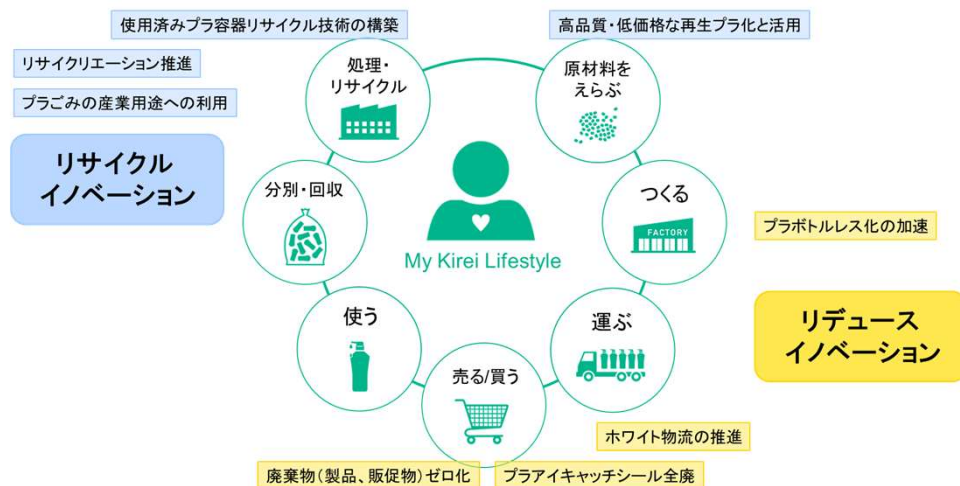 使用済みプラ容器リサイクル技術の構築
高品質・低価格な再生プラ化と活用
リサイクリエーション推進
プラごみの産業用途への利用
処理・
リサイクル
原材料を
えらぶ
リサイクル
イノベーション
分別・回収
つくる
FACTORY
プラボトルレス化の加速
My Kirei Lifestyle
使う
運ぶ
リデュース
イノベーション
売る/買う
ホワイト物流の推進
廃棄物(製品、販促物)ゼロ化
プラアイキャッチシール全廃